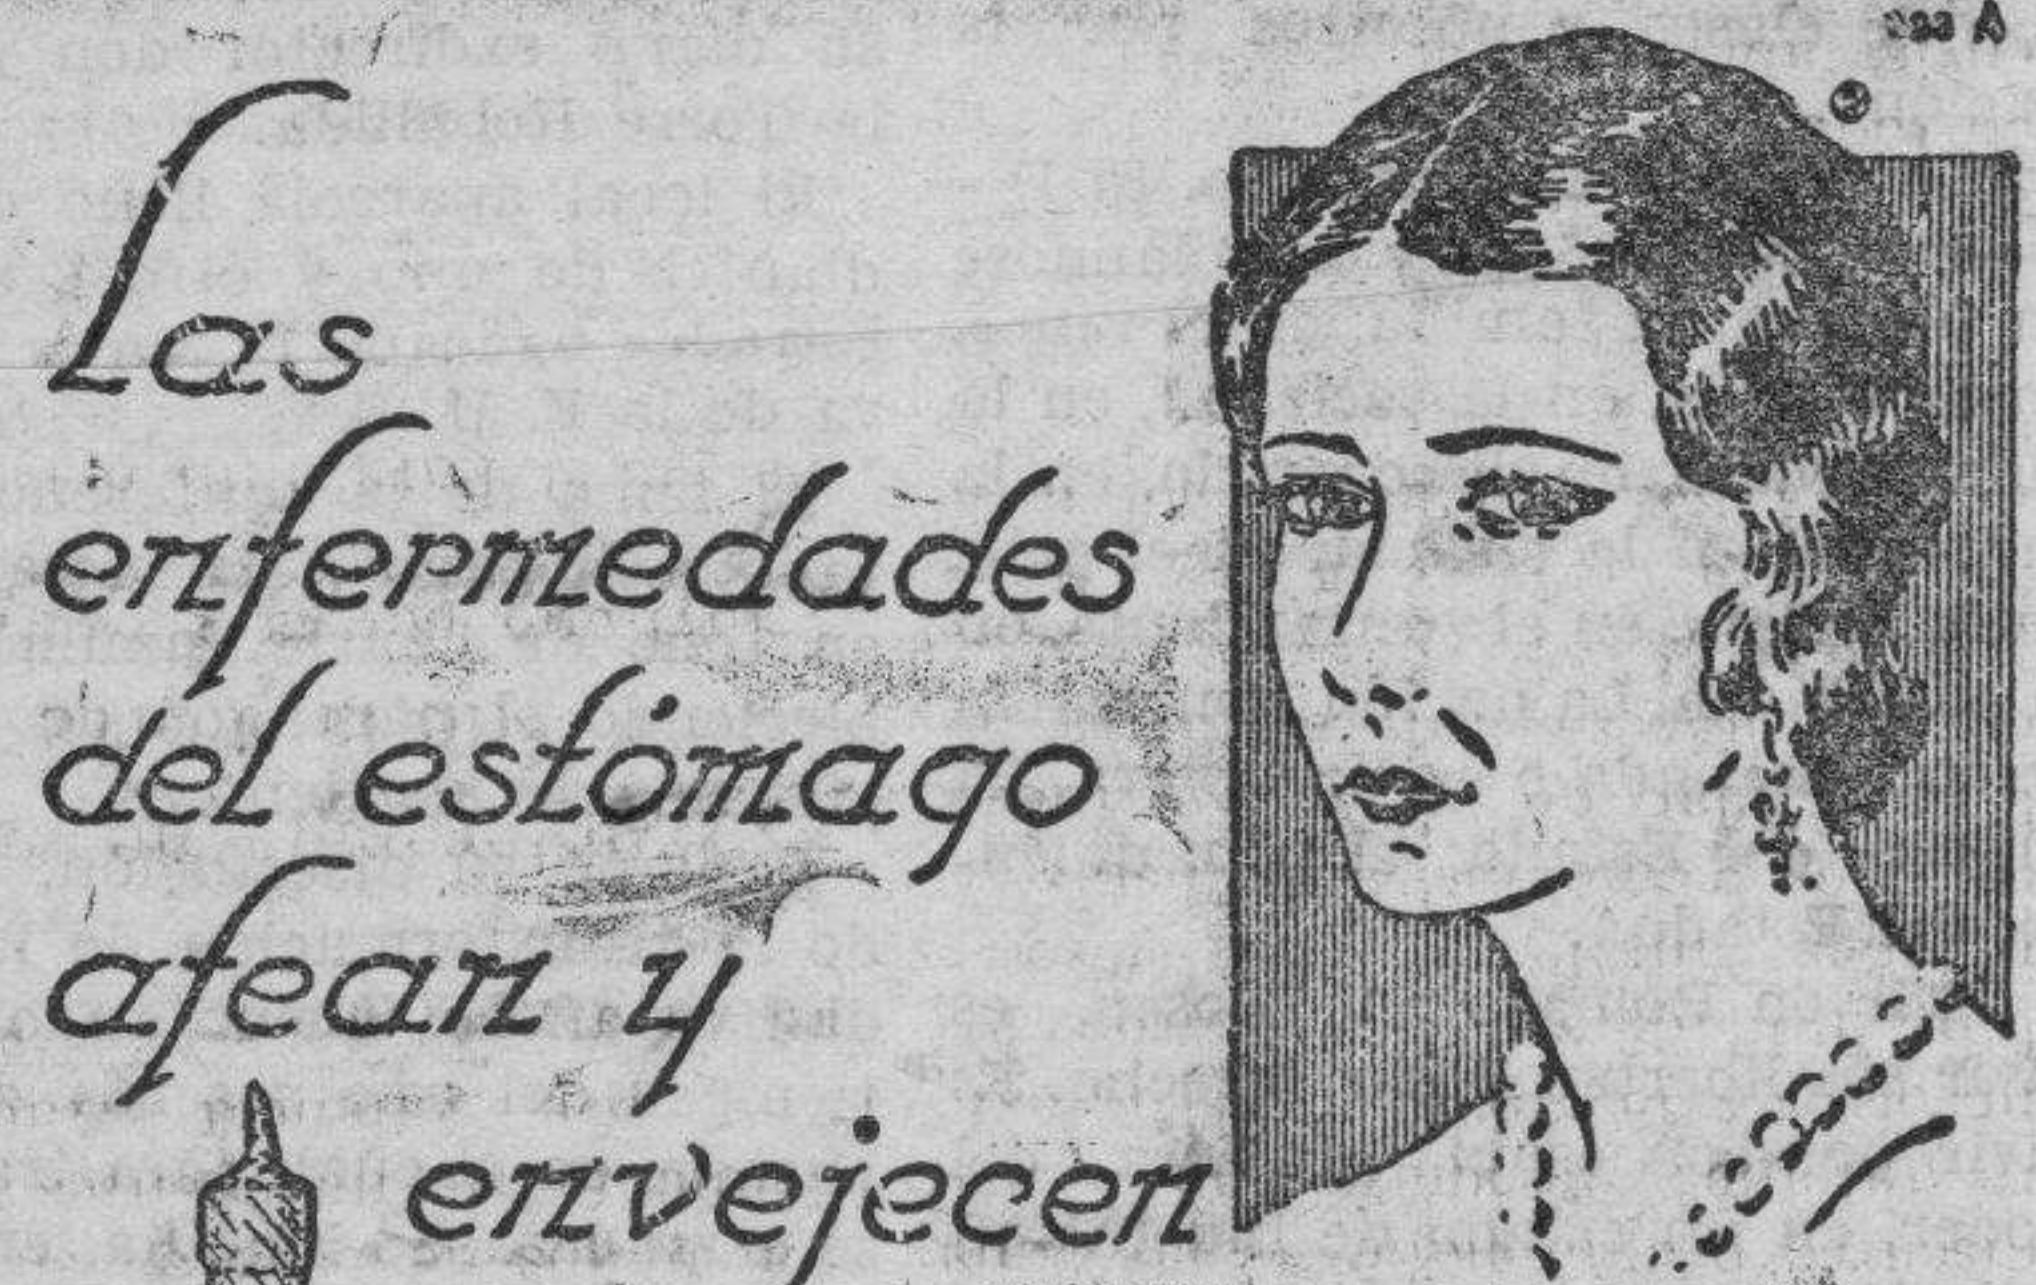 Las
enfermedades
del estómago
afean y
envejecen